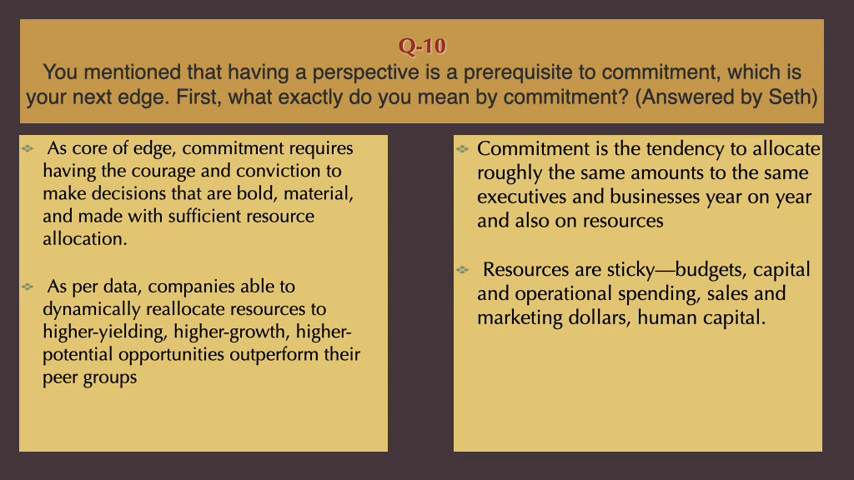 Q-10
You mentioned that having a perspective is a prerequisite to commitment, which is
your next edge. First, what exactly do you mean by commitment? (Answered by Seth)
As core of edge, commitment requires
having the courage and conviction to
make decisions that are bold, material,
and made with sufficient resource
allocation.
As per data, companies able to
dynamically reallocate resources to
higher-yielding, higher-growth, higher-
potential opportunities outperform their
peer groups
Commitment is the tendency to allocate
roughly the same amounts to the same
executives and businesses year on year
and also on resources
Resources are sticky—budgets, capital
and operational spending, sales and
marketing dollars, human capital.